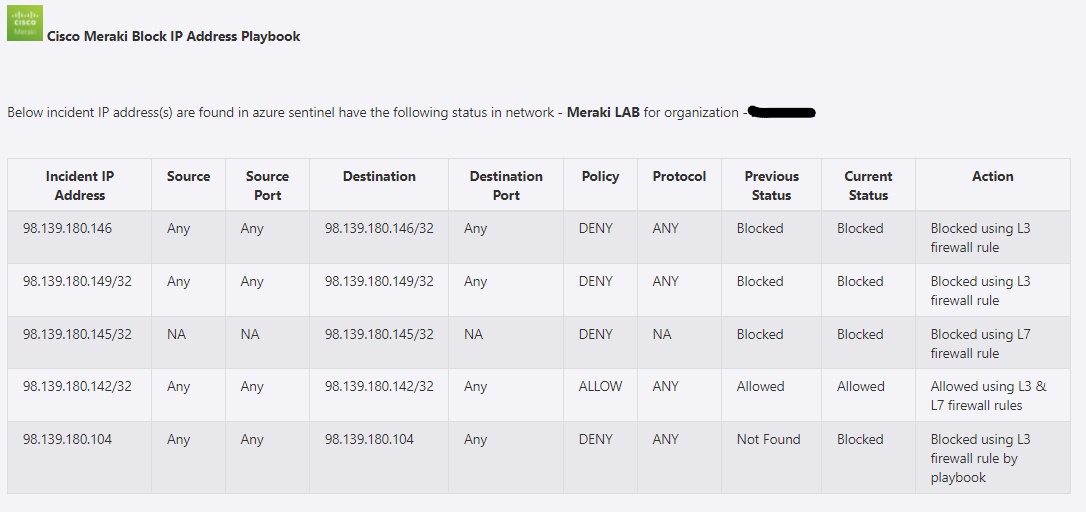 CISCO
Meraki
Cisco Meraki Block IP Address Playbook
Below incident IP address(s) are found in azure sentinel have the following status in network - Meraki LAB for organization -
Incident IP Address Source Source Port Destination Destination Port Policy Protocol Previous Status Current Status Action
98.139.180.146 Any Any 98.139.180.146/32 Any DENY ANY Blocked Blocked Blocked using L3
firewall rule
98.139.180.149/32 Any Any 98.139.180.149/32 Any DENY ANY Blocked Blocked Blocked using L3
firewall rule
98.139.180.145/32 NA NA 98.139.180.145/32 NA DENY NA Blocked Blocked Blocked using L7
firewall rule
98.139.180.142/32 Any Any 98.139.180.142/32 Any ALLOW ANY Allowed Allowed Allowed using L3 &
L7 firewall rules
98.139.180.104 Any Any 98.139.180.104 Any DENY ANY Not Found Blocked Blocked using L3
firewall rule by
playbook